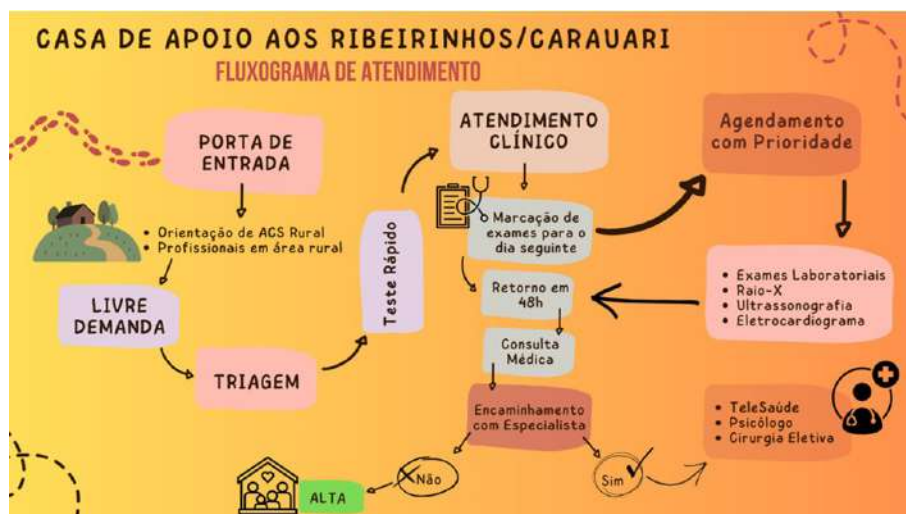 CASA DE APOIO AOS RIBEIRINHOS/CARAUARI
FLUXOGRAMA DE ATENDIMENTO
PORTA DE
ENTRADA
• Orientação de ACS Rural
• Profissionais em área rural
LIVRE
DEMANDA
TRIAGEM
Teste Rápido
ATENDIMENTO
CLÍNICO
• Marcação de
exames para o
dia seguinte
Agendamento
com Prioridade
• Exames Laboratoriais
• Raio-X
• Ultrassonografia
• Eletrocardiograma
Retorno em
48h
Consulta
Médica
Encaminhamento
com Especialista
Não
ALTA
Sim
• TeleSaúde
• Psicólogo
• Cirurgia Eletiva